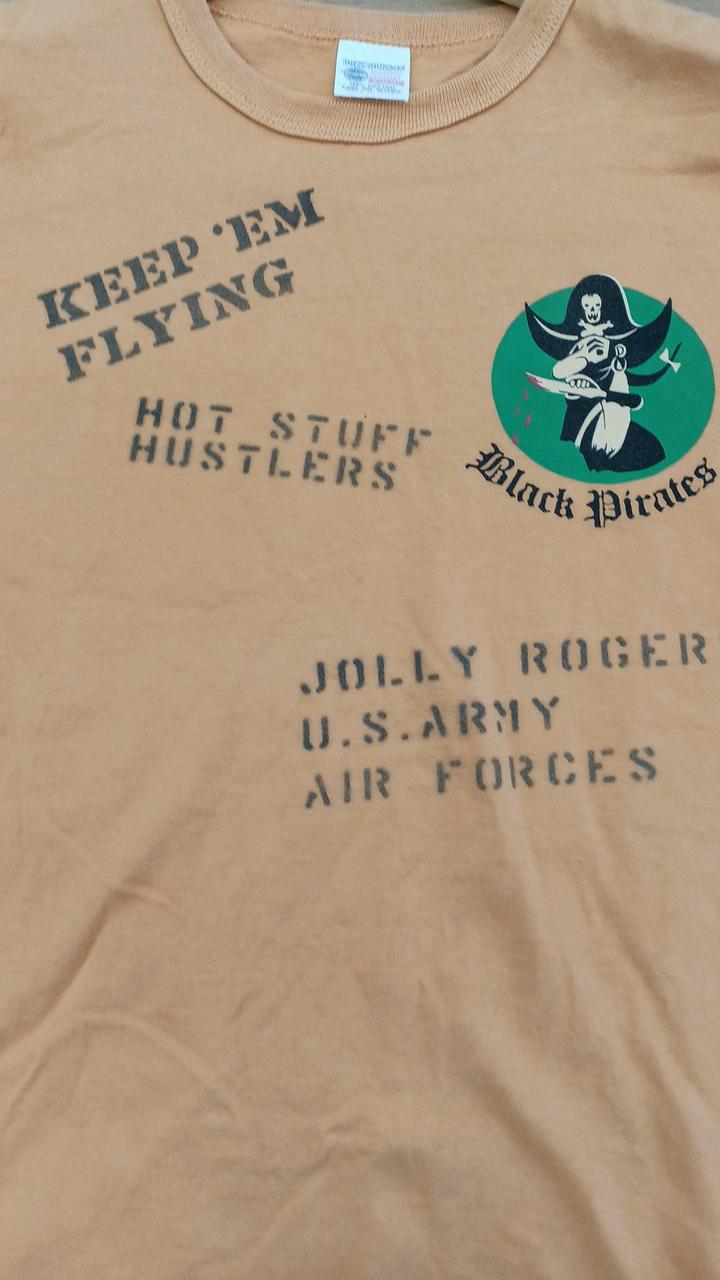 KEEP 'EM
FLYING
HOT STUFF
HUSTLERS
Black Pirates
JOLLY ROGER
U.S.ARMY
AIR FORCES